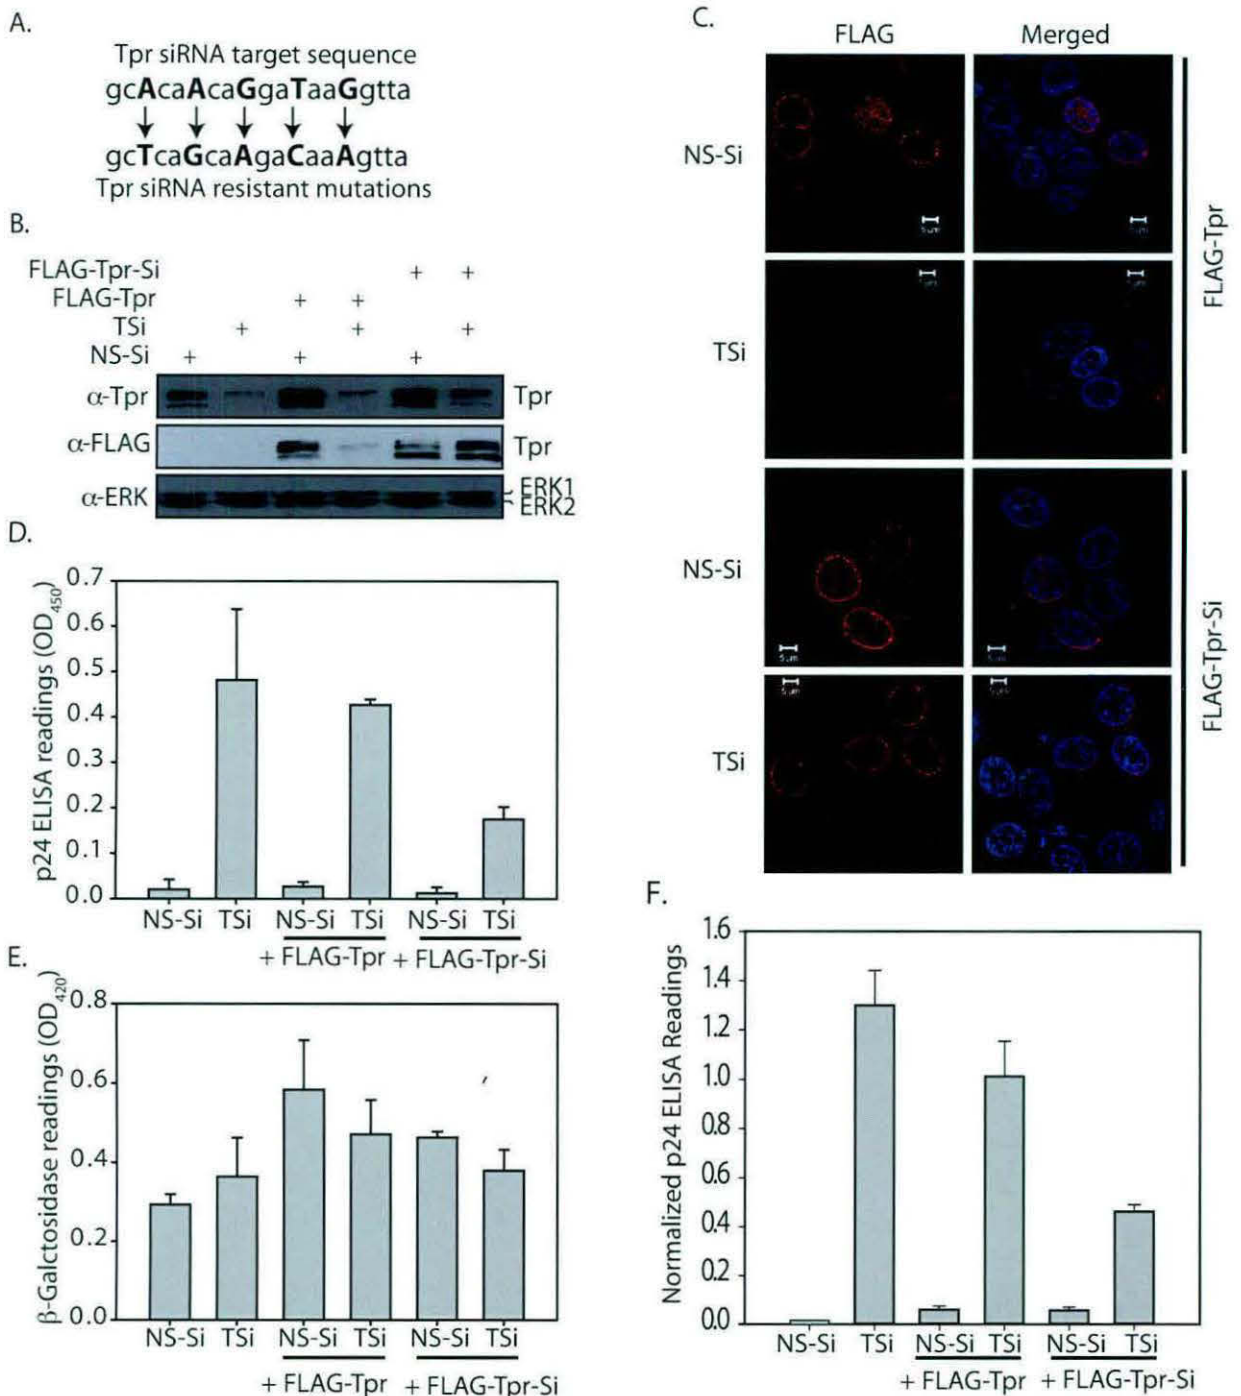 A.
Tpr siRNA target sequence
gcAcaAcaGgaTaaGgtta
gcTcaGcaAgaCaaAgtta
Tpr siRNA resistant mutations
B.
FLAG-Tpr-Si + +
FLAG-Tpr + +
TSi + + +
NS-Si + + +
α-Tpr Tpr
α-FLAG Tpr
α-ERK ERK1
ERK2
C.
FLAG Merged
NS-Si
5μm
TSi
FLAG-Tpr
NS-Si
5μm
5μm
TSi
5μm
5μm
FLAG-Tpr-Si
D.
p24 ELISA readings (OD450)
0.7
0.6
0.5
0.4
0.3
0.2
0.1
0.0
NS-Si TSi NS-Si TSi NS-Si TSi
+ FLAG-Tpr + FLAG-Tpr-Si
E.
β-Galctosidase readings (OD420)
0.8
0.6
0.4
0.2
0.0
NS-Si TSi NS-Si TSi NS-Si TSi
+ FLAG-Tpr + FLAG-Tpr-Si
F.
Normalized p24 ELISA Readings
1.6
1.4
1.2
1.0
0.8
0.6
0.4
0.2
0.0
NS-Si TSi NS-Si TSi NS-Si TSi
+ FLAG-Tpr + FLAG-Tpr-Si